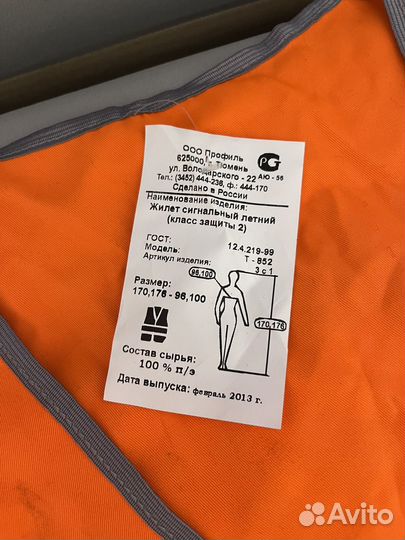 ООО Профиль
625000, г. Тюмень
ул. Володарского - 22
Тел.: (3452) 444-236, ф.: 444-170
Сделано в России
PG
АЮ - 56
Наименование изделия:
Жилет сигнальный летний
(класс защиты 2)
ГОСТ: 12.4.219-99
Модель: Т - 852
Артикул изделия: 3 с 1
Размер:
170,176 - 96,100
96,100
170,176
Состав сырья:
100 % п/э
Дата выпуска: февраль 2013 г.
Avito